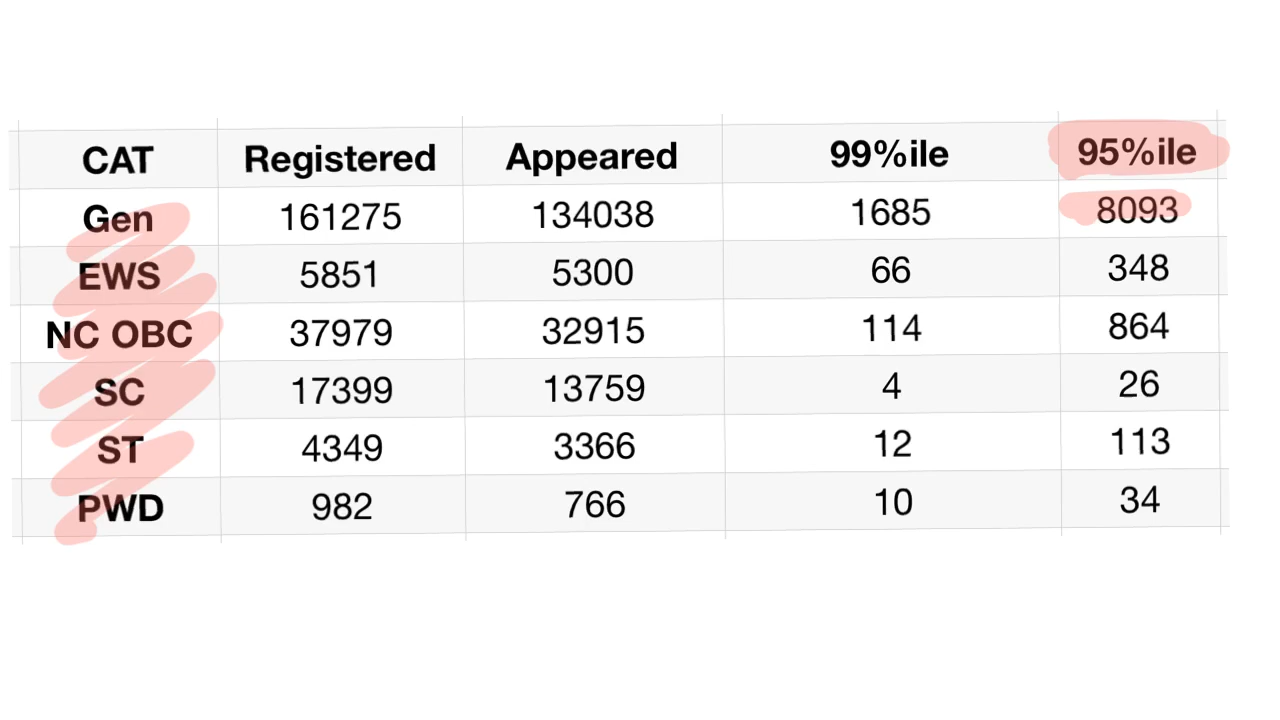 CAT Registered Appeared 99%ile 95%ile
Gen 161275 134038 1685 8093
EWS 5851 5300 66 348
NC OBC 37979 32915 114 864
SC 17399 13759 4 26
ST 4349 3366 12 113
PWD 982 766 10 34